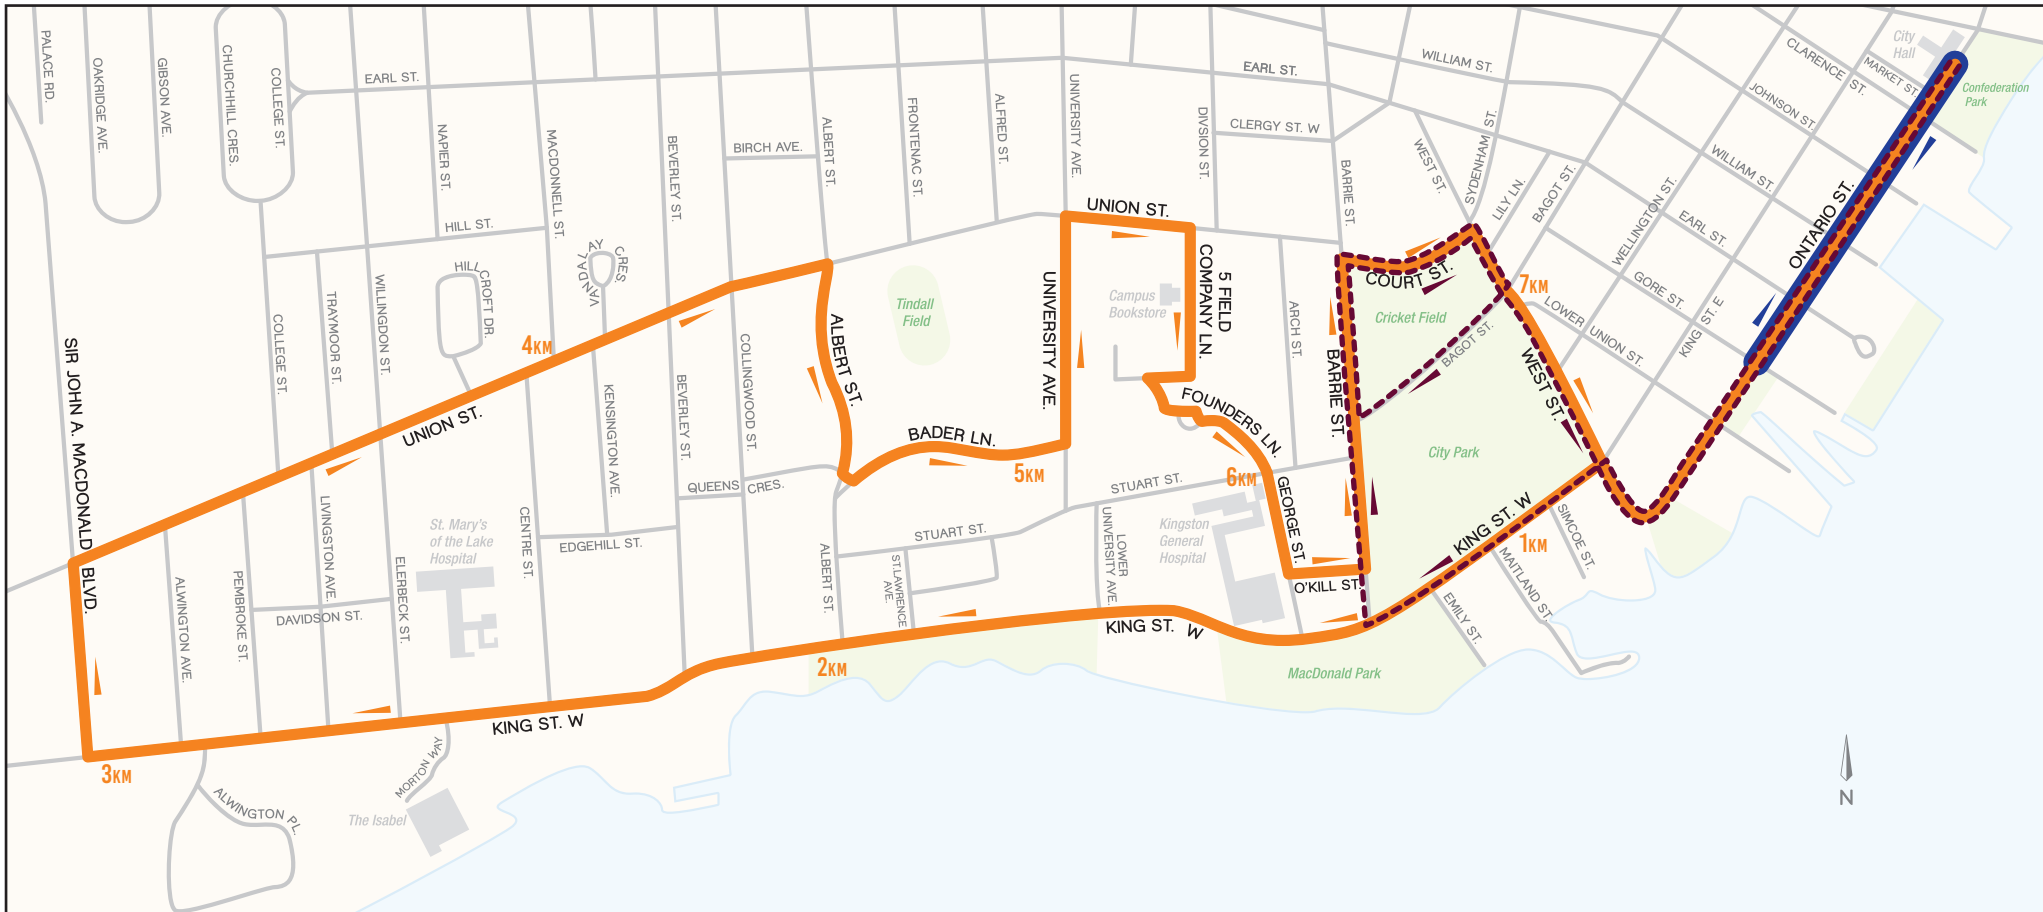 PALACE RD.
OAKRIDGE AVE.
GIBSON AVE.
CHURCHHILL CRES.
COLLEGE ST.
EARL ST.
NAPIER ST.
HILL ST.
MACDONNELL ST.
BEVERLEY ST.
BIRCH AVE.
ALBERT ST.
FRONTENAC ST.
ALFRED ST.
UNIVERSITY AVE.
DIVSION ST.
EARL ST.
CLERGY ST. W
WILLIAM ST.
BARRIE ST.
WEST ST.
SYDENHAM ST.
LILY LN.
BAGOT ST.
WELLINGTON ST.
JOHNSON ST.
CLARENCE ST.
MARKET ST.
City
Hall
Confederation
Park
WILLIAM ST.
EARL ST.
GORE ST.
LOWER UNION ST.
KING ST. E
ONTARIO ST.
UNION ST.
5 FIELD
COMPANY LN.
Campus
Bookstore
UNIVERSITY AVE.
Tindall
Field
ALBERT ST.
BADER LN.
5KM
FOUNDERS LN.
6KM
GEORGE ST.
O'KILL ST.
ARCH ST.
BARRIE ST.
COURT ST.
Cricket Field
BAGOT ST.
7KM
WEST ST.
City Park
KING ST. W
1KM
SIMCOE ST.
MAITLAND ST.
EMILY ST.
MacDonald Park
STUART ST.
Kingston
General
Hospital
LOWER
UNIVERSITY AVE.
STUART ST.
ST.LAWRENCE
AVE.
ALBERT ST.
KING ST. W
2KM
QUEENS CRES.
COLLINGWOOD ST.
BEVERLEY ST.
KENSINGTON AVE.
VANDALAY CRES.
HILLCROFT DR.
4KM
UNION ST.
WILLINGDON ST.
TRAYMOOR ST.
COLLEGE ST.
SIR JOHN A. MACDONALD BLVD.
ALWINGTON AVE.
PEMBROKE ST.
LIVINGSTON AVE.
DAVIDSON ST.
ELERBECK ST.
St. Mary's
of the Lake
Hospital
CENTRE ST.
EDGEHILL ST.
KING ST. W
3KM
MORTON WAY
ALWINGTON PL.
The Isabel
N